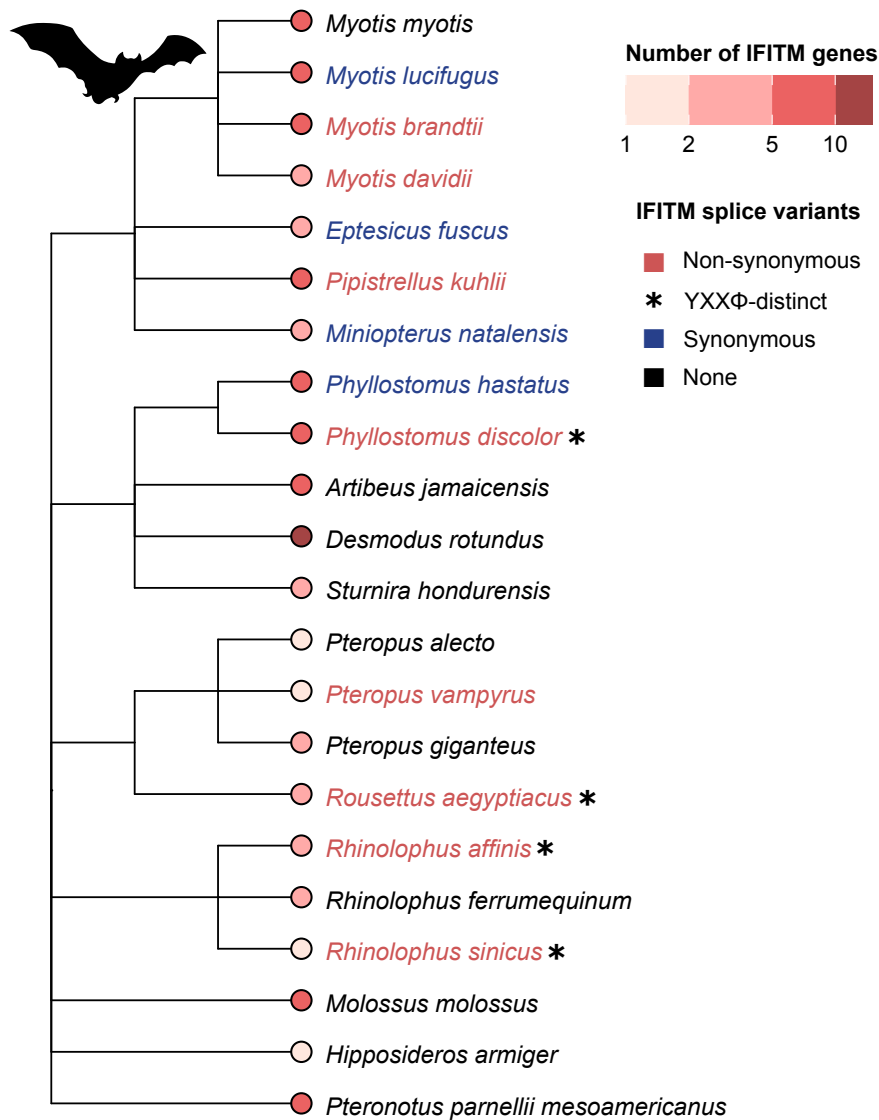 Myotis myotis
Myotis lucifugus
Myotis brandtii
Myotis davidii
Eptesicus fuscus
Pipistrellus kuhlii
Miniopterus natalensis
Phyllostomus hastatus
Phyllostomus discolor *
Artibeus jamaicensis
Desmodus rotundus
Sturnira hondurensis
Pteropus alecto
Pteropus vampyrus
Pteropus giganteus
Rousettus aegyptiacus *
Rhinolophus affinis *
Rhinolophus ferrumequinum
Rhinolophus sinicus *
Molossus molossus
Hipposideros armiger
Pteronotus parnellii mesoamericanus
Number of IFITM genes
1 2 5 10
IFITM splice variants
Non-synonymous
* YXXΦ-distinct
Synonymous
None